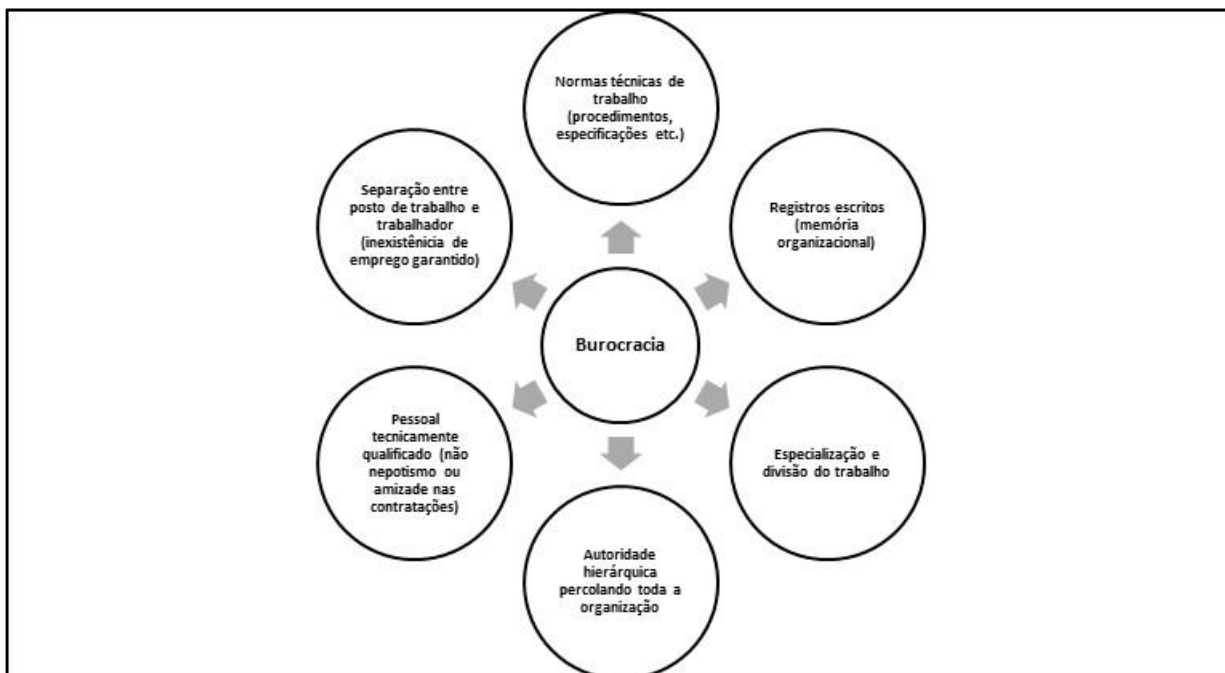 Normas técnicas de
trabalho
(procedimentos,
especificações etc.)
Separação entre
posto de trabalho e
trabalhador
(inexistênicia de
emprego garantido)
Registros escritos
(memória
organizacional)
Burocracia
Pessoal
tecnicamente
qualificado (não
nepotismo ou
amizade nas
contratações)
Especialização e
divisão do trabalho
Autoridade
hierárquica
percolando toda a
organização